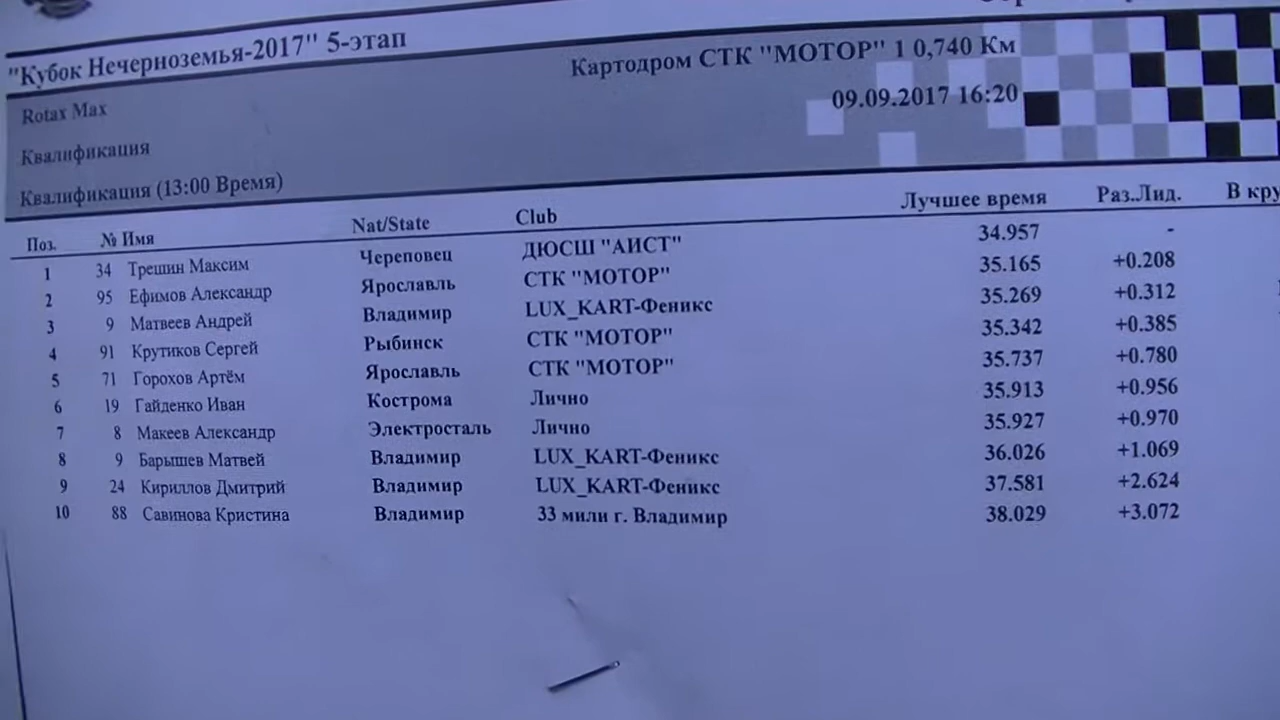 "Кубок Нечерноземья-2017" 5-этап
Картодром СТК "МОТОР" 1 0,740 Км
Rotax Max
09.09.2017 16:20
Квалификация
Квалификация (13:00 Время)
Поз. № Имя Nat/State Club Лучшее время Раз.Лид. В кру
1 34 Трешин Максим Череповец ДЮСШ "АИСТ" 34.957 -
2 95 Ефимов Александр Ярославль СТК "МОТОР" 35.165 +0.208
3 9 Матвеев Андрей Владимир LUX_KART-Феникс 35.269 +0.312
4 91 Крутиков Сергей Рыбинск СТК "МОТОР" 35.342 +0.385
5 71 Горохов Артём Ярославль СТК "МОТОР" 35.737 +0.780
6 19 Гайденко Иван Кострома Лично 35.913 +0.956
7 8 Макеев Александр Электросталь Лично 35.927 +0.970
8 9 Барышев Матвей Владимир LUX_KART-Феникс 36.026 +1.069
9 24 Кириллов Дмитрий Владимир LUX_KART-Феникс 37.581 +2.624
10 88 Савинова Кристина Владимир 33 мили г. Владимир 38.029 +3.072